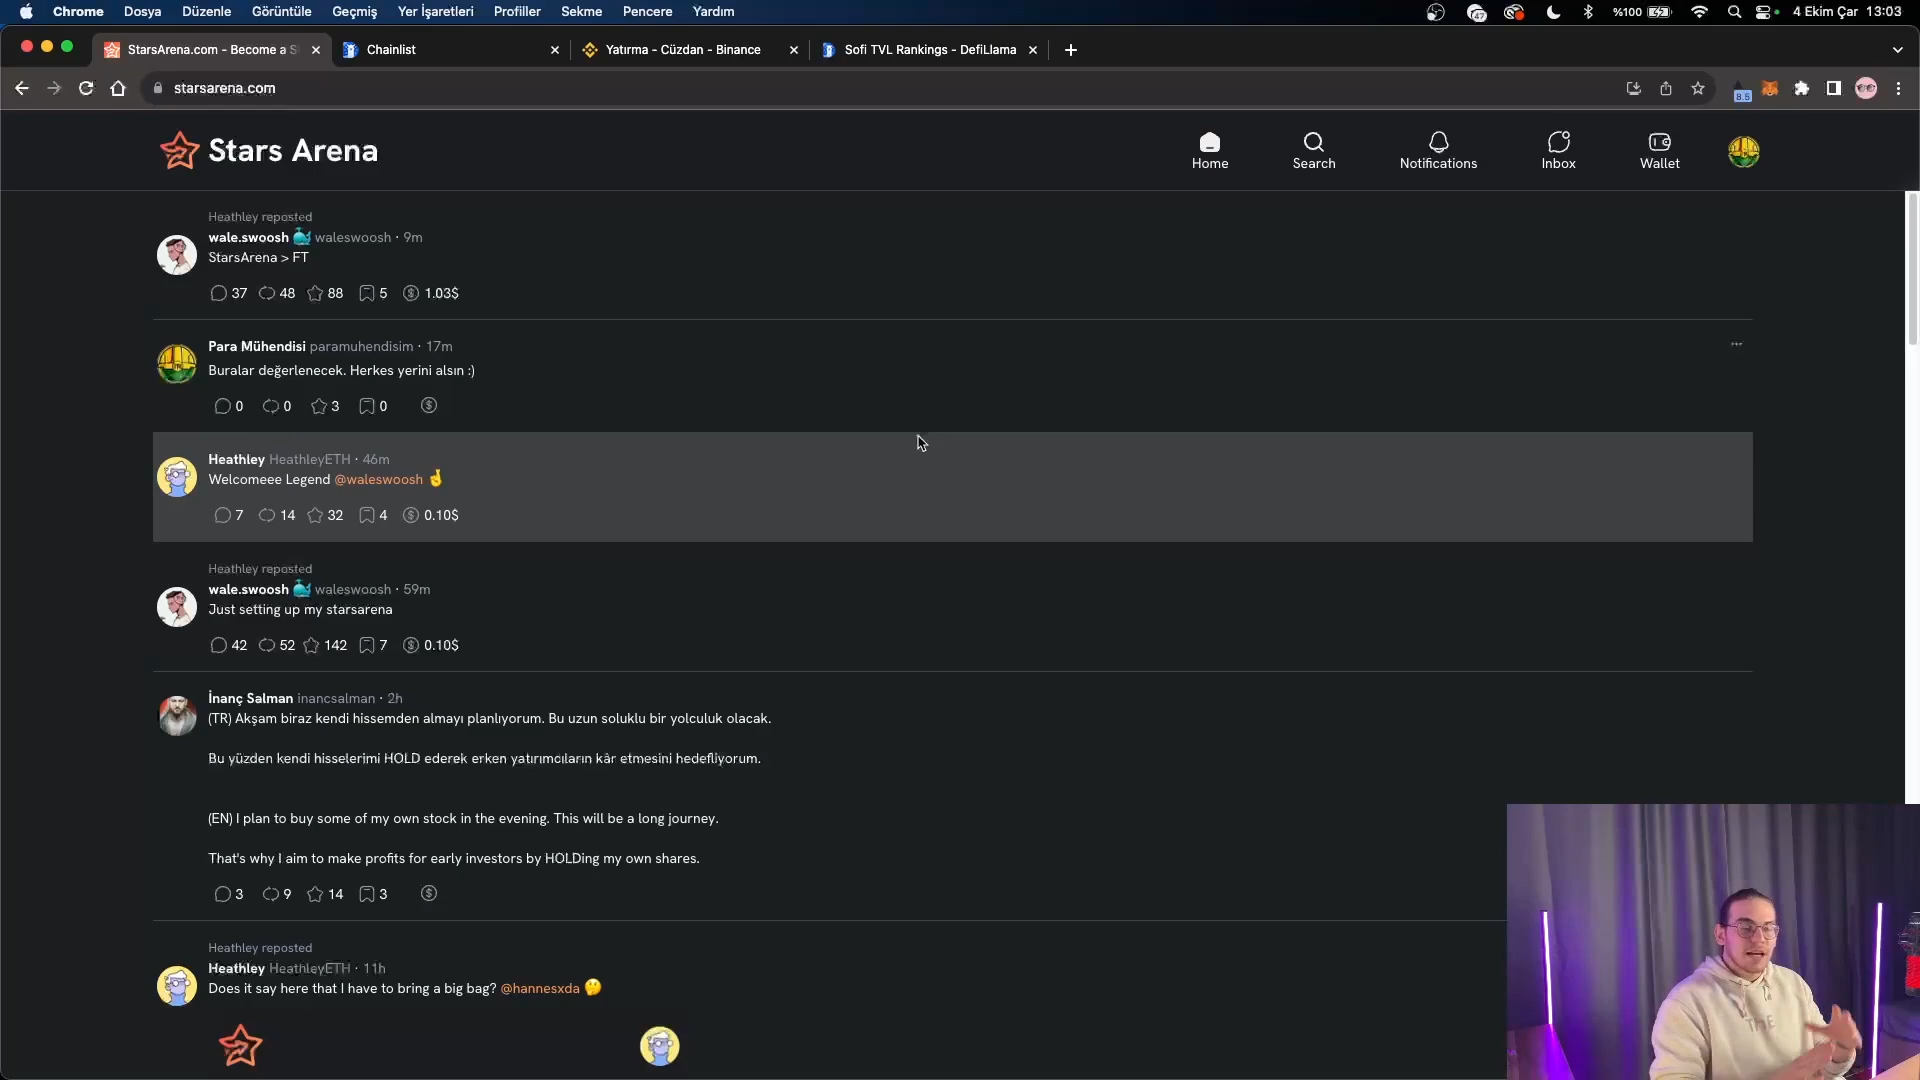 Chrome Dosya Düzenle Görüntüle Geçmiş Yer İşaretleri Profiller Sekme Pencere Yardım
47 %100 4 Ekim Çar 13:03
StarsArena.com - Become a S Chainlist Yatırma - Cüzdan - Binance Sofi TVL Rankings - DefiLlama
starsarena.com
8.5
Stars Arena
Home Search Notifications Inbox Wallet
Heathley reposted
wale.swoosh waleswoosh · 9m
StarsArena > FT
37 48 88 5 1.03$
Para Mühendisi paramuhendisim · 17m
Buralar değerlenecek. Herkes yerini alsın :)
0 0 3 0
Heathley HeathleyETH · 46m
Welcomeee Legend @waleswoosh 🤞
7 14 32 4 0.10$
Heathley reposted
wale.swoosh waleswoosh · 59m
Just setting up my starsarena
42 52 142 7 0.10$
İnanç Salman inancsalman · 2h
(TR) Akşam biraz kendi hissemden almayı planlıyorum. Bu uzun soluklu bir yolculuk olacak.
Bu yüzden kendi hisselerimi HOLD ederek erken yatırımcıların kâr etmesini hedefliyorum.
(EN) I plan to buy some of my own stock in the evening. This will be a long journey.
That's why I aim to make profits for early investors by HOLDing my own shares.
3 9 14 3
Heathley reposted
Heathley HeathleyETH · 11h
Does it say here that I have to bring a big bag? @hannesxda 🤔